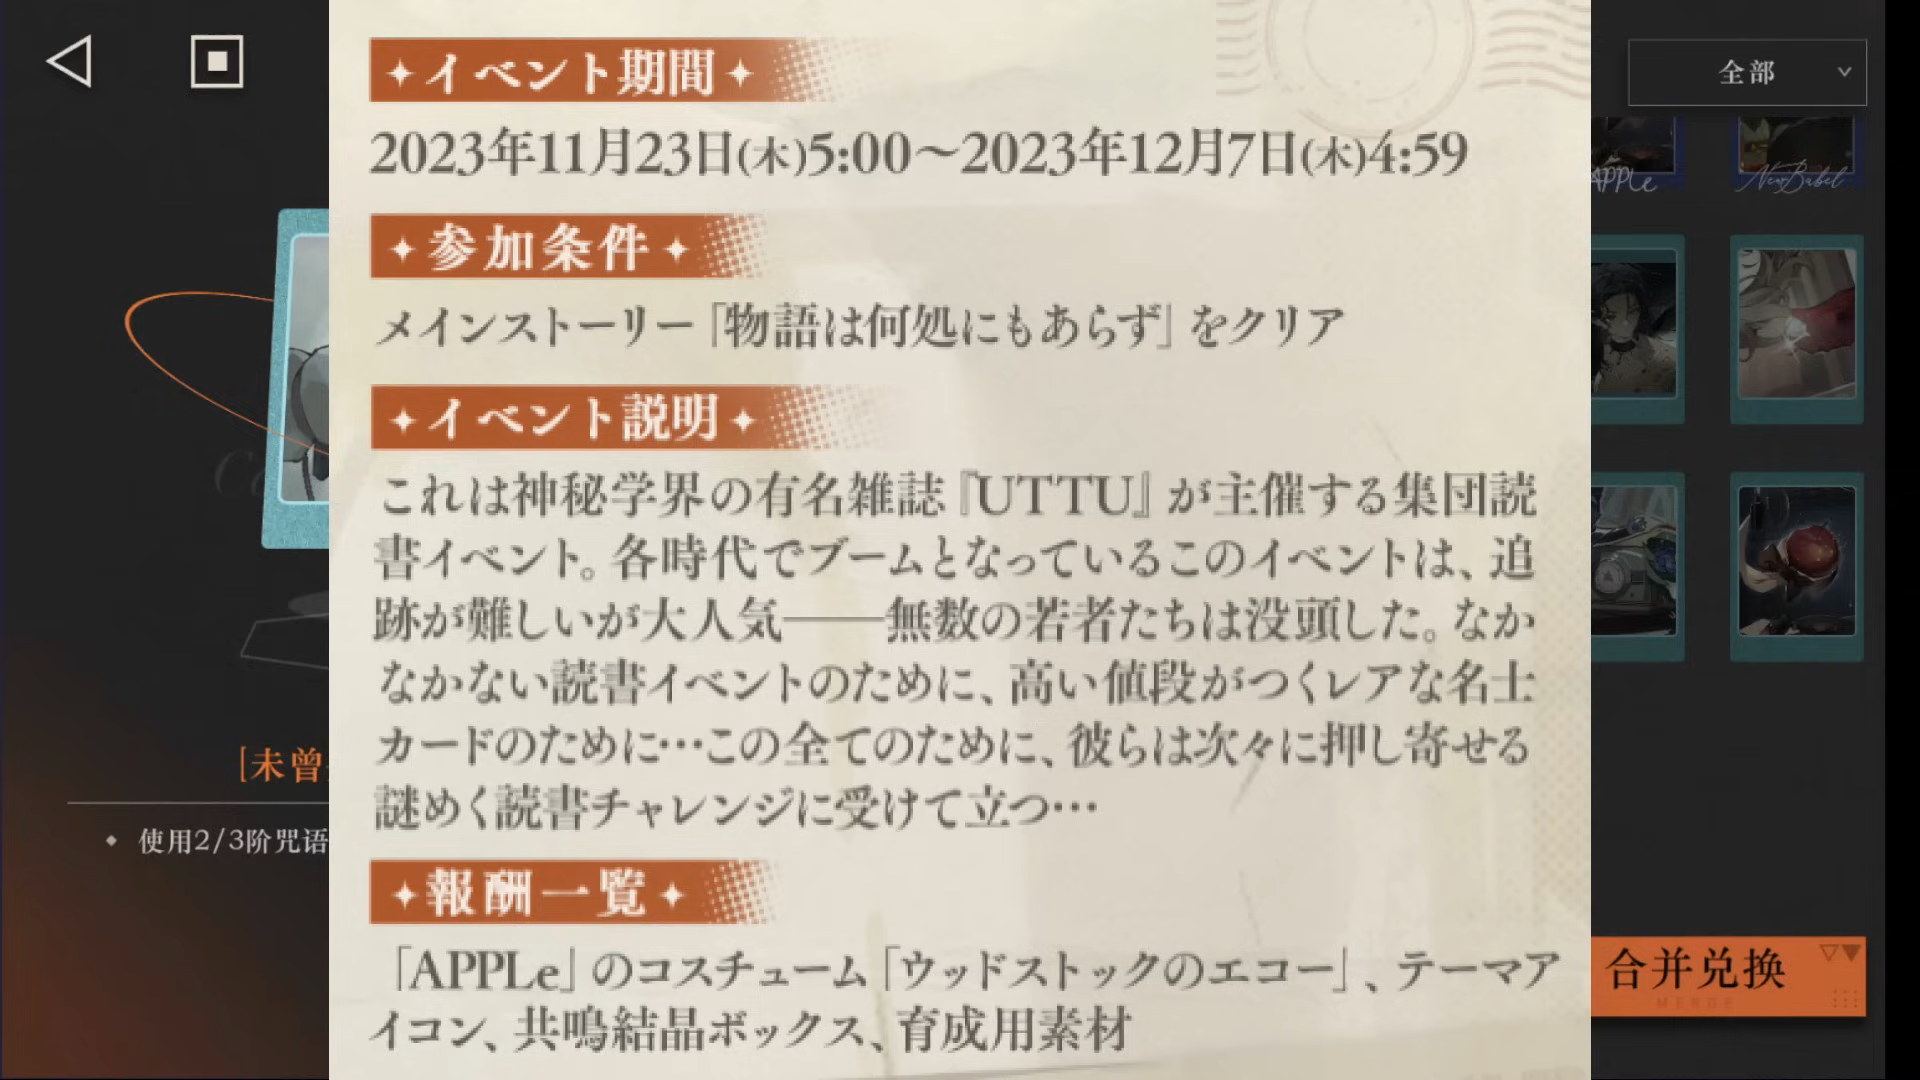 全部
✦イベント期間✦
2023年11月23日(木)5:00～2023年12月7日(木)4:59
APPLe
NewBabel
✦参加条件✦
メインストーリー「物語は何処にもあらず」をクリア
✦イベント説明✦
これは神秘学界の有名雑誌『UTTU』が主催する集団読
書イベント。各時代でブームとなっているこのイベントは、追
跡が難しいが大人気――無数の若者たちは没頭した。なか
なかない読書イベントのために、高い値段がつくレアな名士
カードのために…この全てのために、彼らは次々に押し寄せる
謎めく読書チャレンジに受けて立つ…
[未曾
使用2/3阶咒语
✦報酬一覧✦
「APPLe」のコスチューム「ウッドストックのエコー」、テーマア
イコン、共鳴結晶ボックス、育成用素材
合并兑换
MERGE